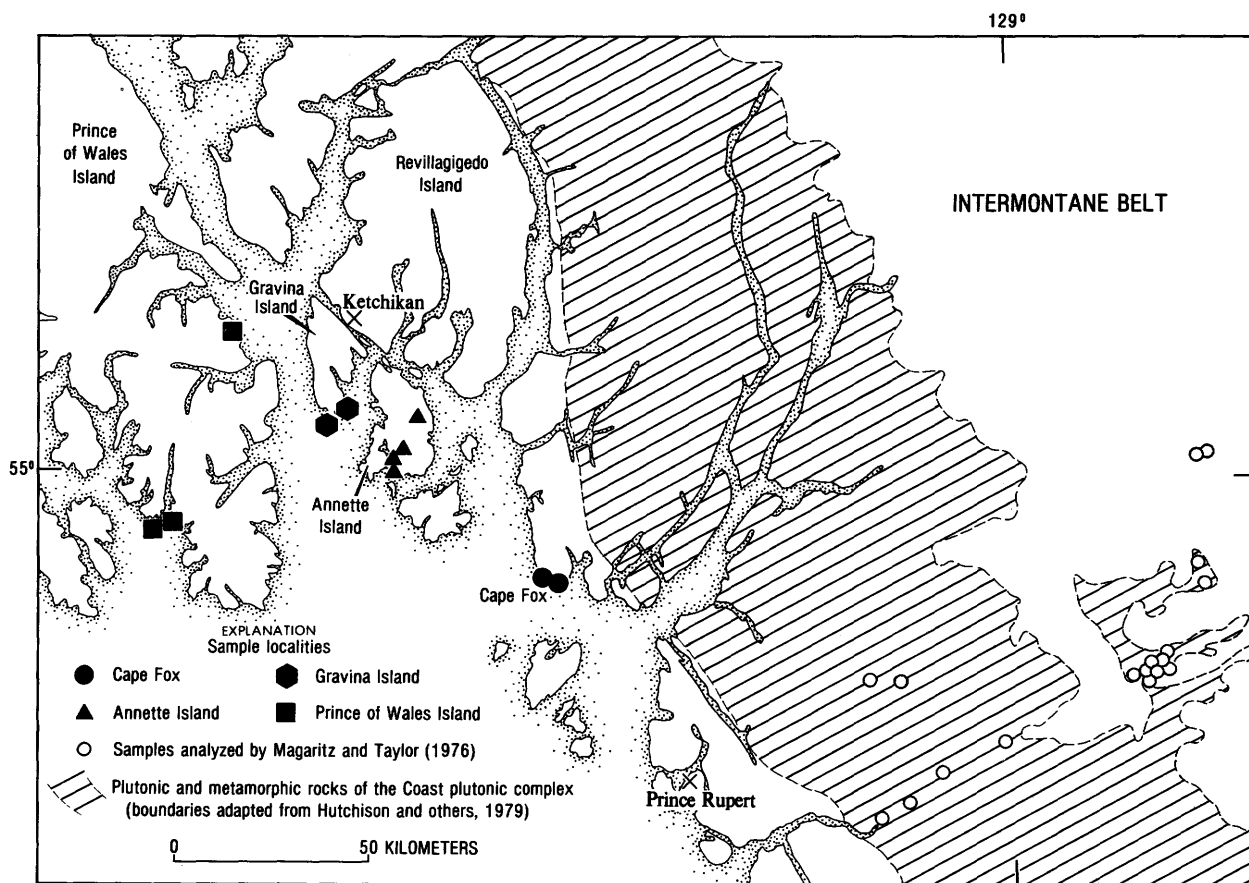 129⁰
Prince
of Wales
Island
Revillagigedo
Island
INTERMONTANE BELT
Gravina
Island
Ketchikan
55⁰
Annette
Island
Cape Fox
EXPLANATION
Sample localities
Cape Fox
Gravina Island
Annette Island
Prince of Wales Island
Samples analyzed by Magaritz and Taylor (1976)
Plutonic and metamorphic rocks of the Coast plutonic complex
(boundaries adapted from Hutchison and others, 1979)
Prince Rupert
0 50 KILOMETERS